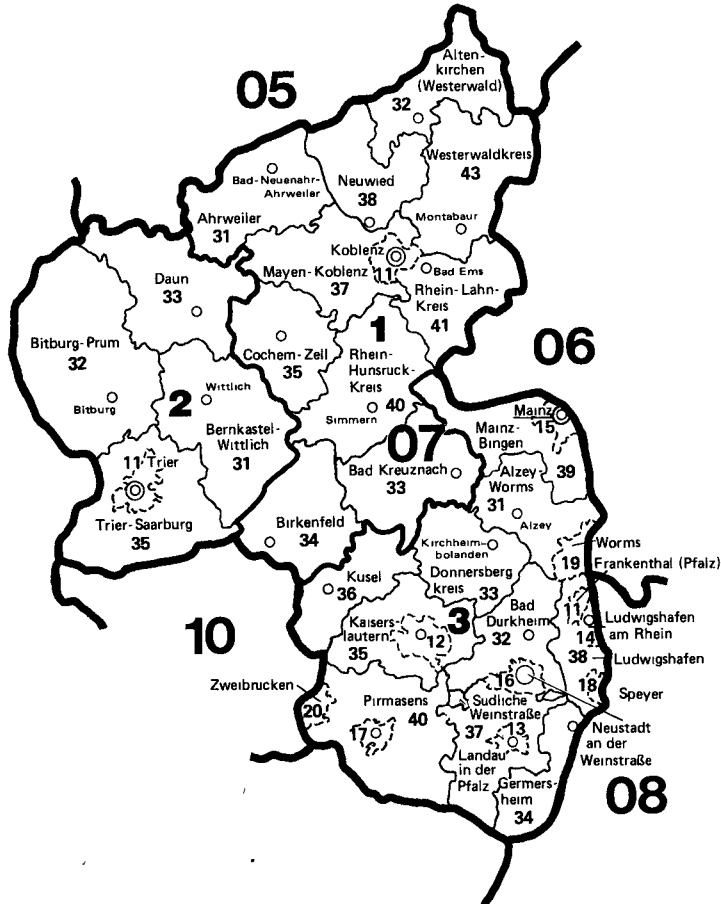 Alten-
kirchen
(Westerwald)
32
05
Westerwaldkreis
43
Bad-Neuenahr-
Ahrweiler
Neuwied
38
Ahrweiler
31
Montabaur
Koblenz
11
Bad Ems
Mayen-Koblenz
37
Rhein-Lahn-
Kreis
41
Daun
33
1
Bitburg-Prum
32
Cochem-Zell
35
Rhein-
Hunsruck-
Kreis
40
Simmern
06
Bitburg
2
Wittlich
Bernkastel-
Wittlich
31
Mainz
15
Mainz-
Bingen
39
07
11 Trier
Trier-Saarburg
35
Bad Kreuznach
33
Alzey
Worms
31
Alzey
Birkenfeld
34
Kirchheim-
bolanden
Donnersberg
kreis
33
Worms
19
Frankenthal (Pfalz)
Kusel
36
3
Bad
Durkheim
32
11
Ludwigshafen
am Rhein
14
Kaisers-
lautern
35
12
10
38
Ludwigshafen
Zweibrucken
20
16
18
Speyer
Pirmasens
40
17
Sudliche
Weinstraße
37
13
Neustadt
an der
Weinstraße
Landau
in der
Pfalz
Germers-
heim
34
08